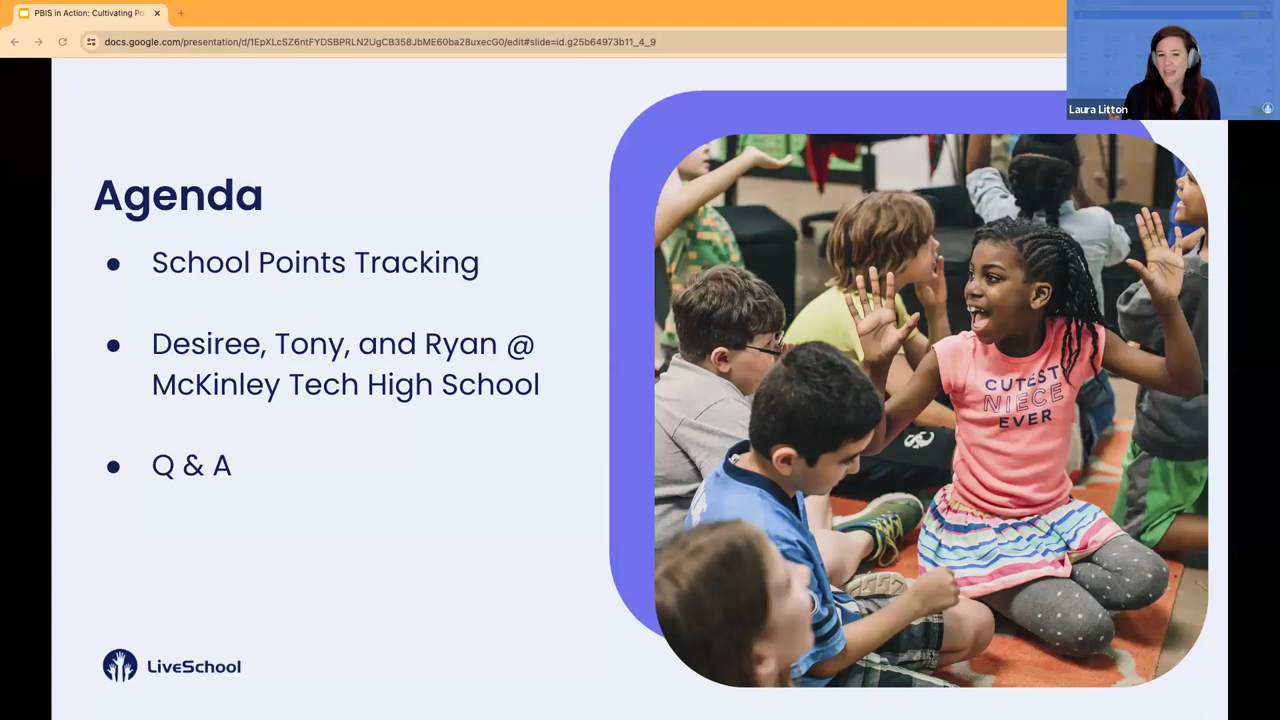 PBIS in Action: Cultivating Po
docs.google.com/presentation/d/1EpXLcSZ6ntFYDSBPRLN2UgCB358JbME60ba28uxecG0/edit#slide=id.g25b64973b11_4_9
Laura Litton
Agenda
● School Points Tracking
● Desiree, Tony, and Ryan @
McKinley Tech High School
● Q & A
CUTEST
NIECE
EVER
LiveSchool